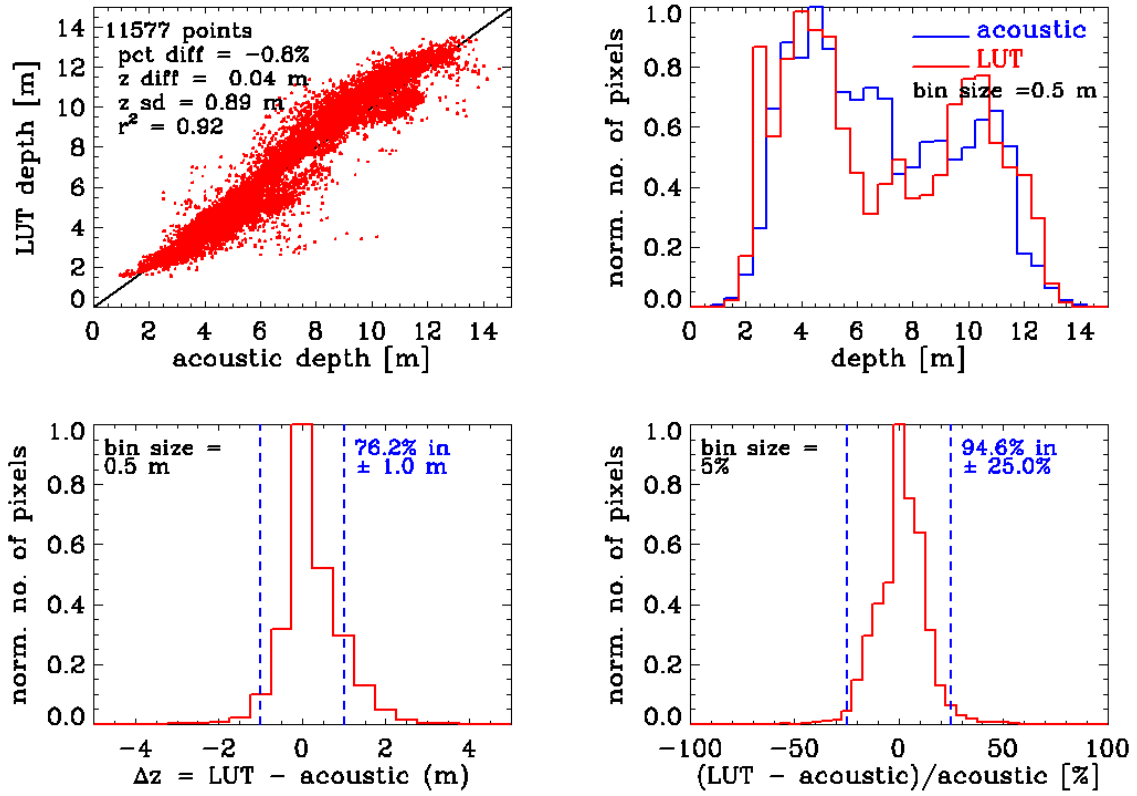 11577 points
pct diff = −0.8%
z diff = 0.04 m
z sd = 0.89 m
r² = 0.92
LUT depth [m]
14
12
10
8
6
4
2
0
0 2 4 6 8 10 12 14
acoustic depth [m]
acoustic
LUT
bin size =0.5 m
norm. no. of pixels
1.0
0.8
0.6
0.4
0.2
0.0
0 2 4 6 8 10 12 14
depth [m]
bin size =
0.5 m
76.2% in
± 1.0 m
norm. no. of pixels
1.0
0.8
0.6
0.4
0.2
0.0
−4 −2 0 2 4
Δz = LUT − acoustic (m)
bin size =
5%
94.6% in
± 25.0%
norm. no. of pixels
1.0
0.8
0.6
0.4
0.2
0.0
−100 −50 0 50 100
(LUT − acoustic)/acoustic [%]